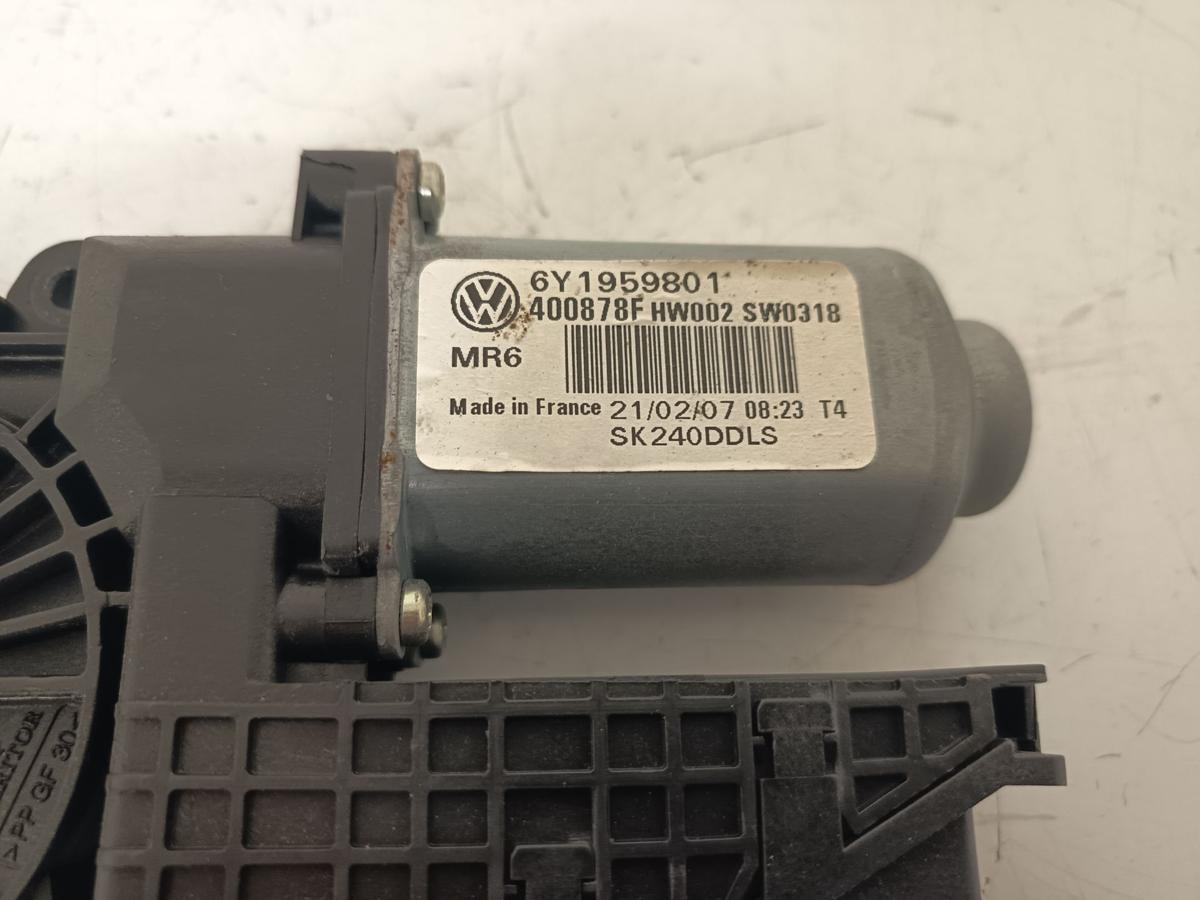 6Y1959801
400878F HW002 SW0318
MR6
Made in France 21/02/07 08:23 T4
SK240DDLS
>PP GF 30